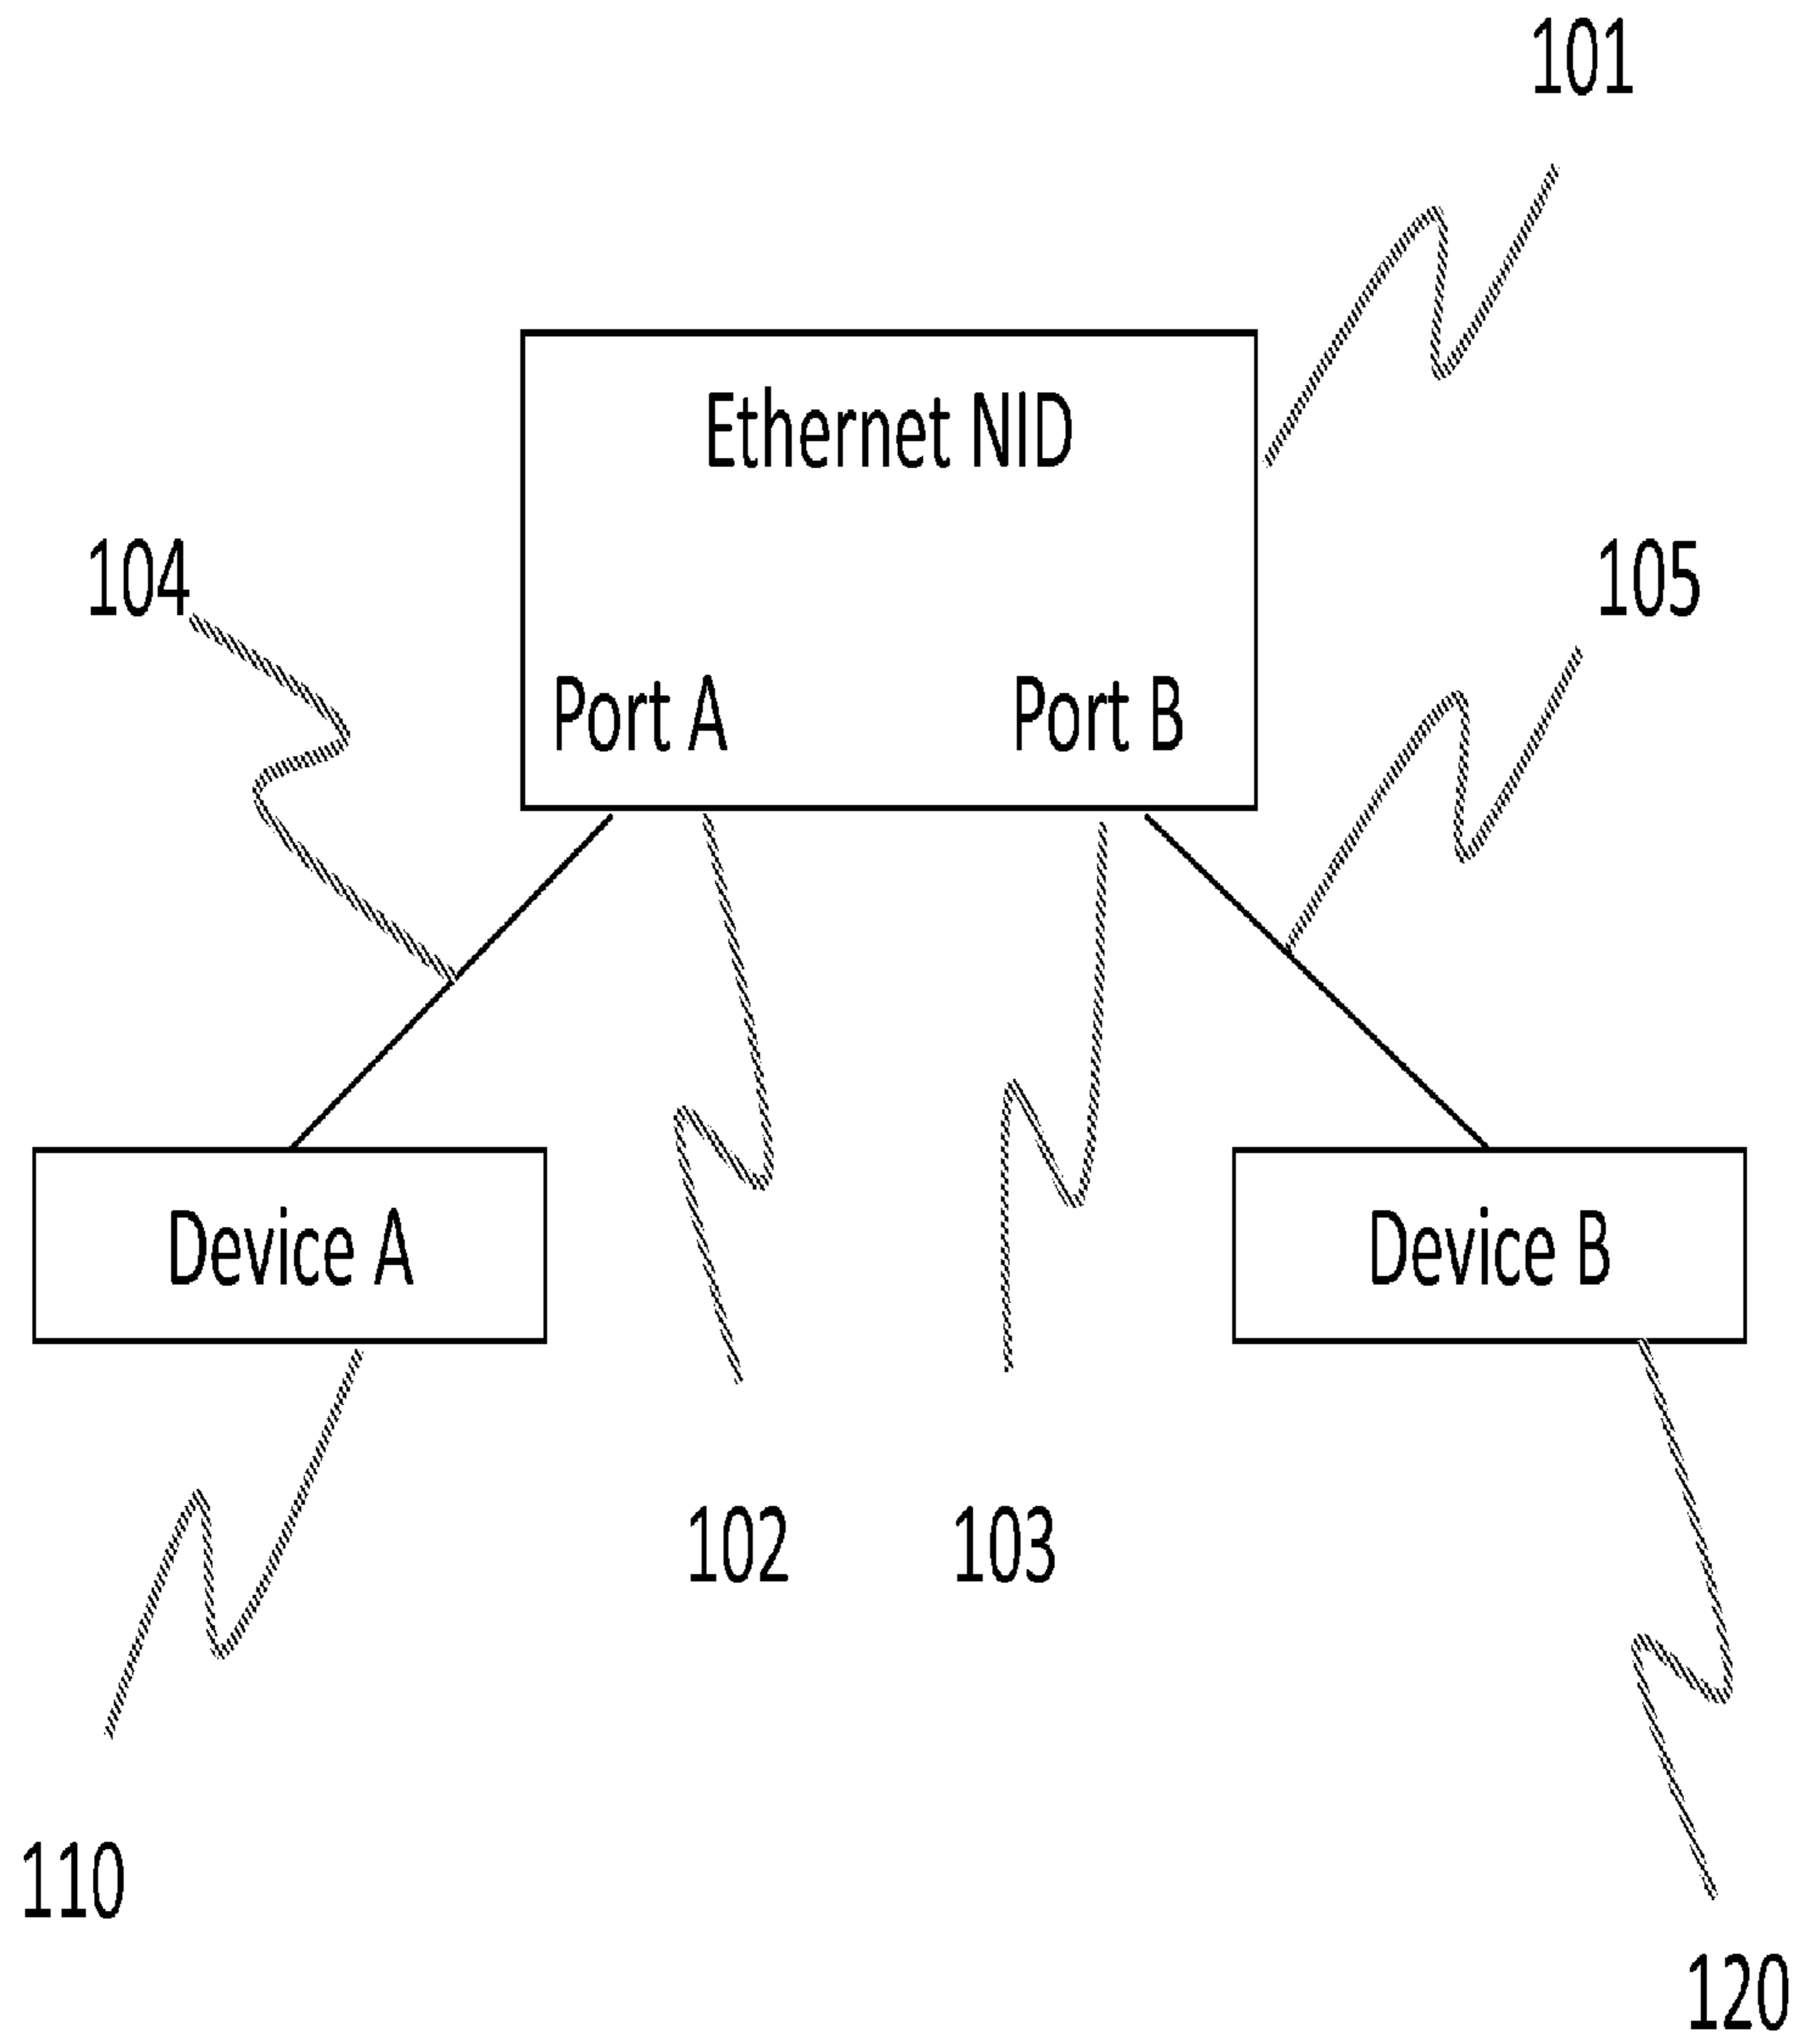 101
Ethernet NID
104
105
Port A
Port B
Device A
Device B
102
103
110
120